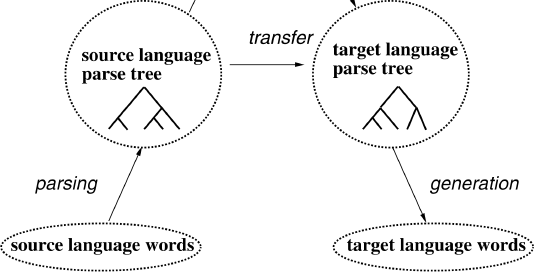 transfer
source language
parse tree
target language
parse tree
parsing
generation
source language words
target language words